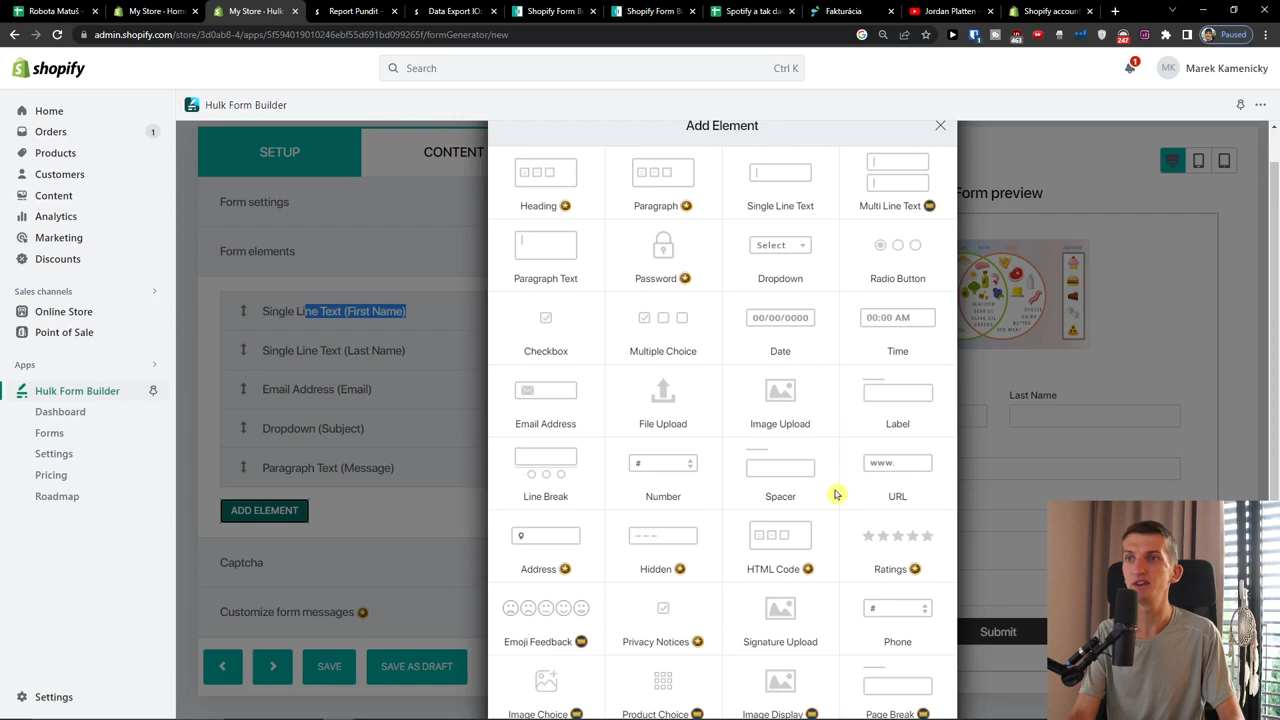 Robota Matúš -
My Store · Home
My Store · Hulk
Report Pundit -
Data Export IO:
Shopify Form Bu
Shopify Form Bu
Spotify a tak da
Fakturácia
Jordan Platten -
Shopify account
admin.shopify.com/store/3d0ab8-4/apps/5f594019010246ebf55d691bd099265f/formGenerator/new
463
247
Paused
shopify
Search
Ctrl K
1
MK
Marek Kamenicky
Home
Orders
1
Products
Customers
Content
Analytics
Marketing
Discounts
Sales channels
Online Store
Point of Sale
Apps
Hulk Form Builder
Dashboard
Forms
Settings
Pricing
Roadmap
Settings
Hulk Form Builder
SETUP
CONTENT
Form settings
Form elements
Single Line Text (First Name)
Single Line Text (Last Name)
Email Address (Email)
Dropdown (Subject)
Paragraph Text (Message)
ADD ELEMENT
Captcha
Customize form messages
SAVE
SAVE AS DRAFT
Add Element
Heading
Paragraph
Single Line Text
Multi Line Text
Paragraph Text
Password
Select
Dropdown
Radio Button
Checkbox
Multiple Choice
00/00/0000
Date
00:00 AM
Time
Email Address
File Upload
Image Upload
Label
Line Break
#
Number
Spacer
www.
URL
Address
Hidden
HTML Code
Ratings
Emoji Feedback
Privacy Notices
Signature Upload
#
Phone
Image Choice
Product Choice
Image Display
Page Break
Form preview
Last Name
Submit